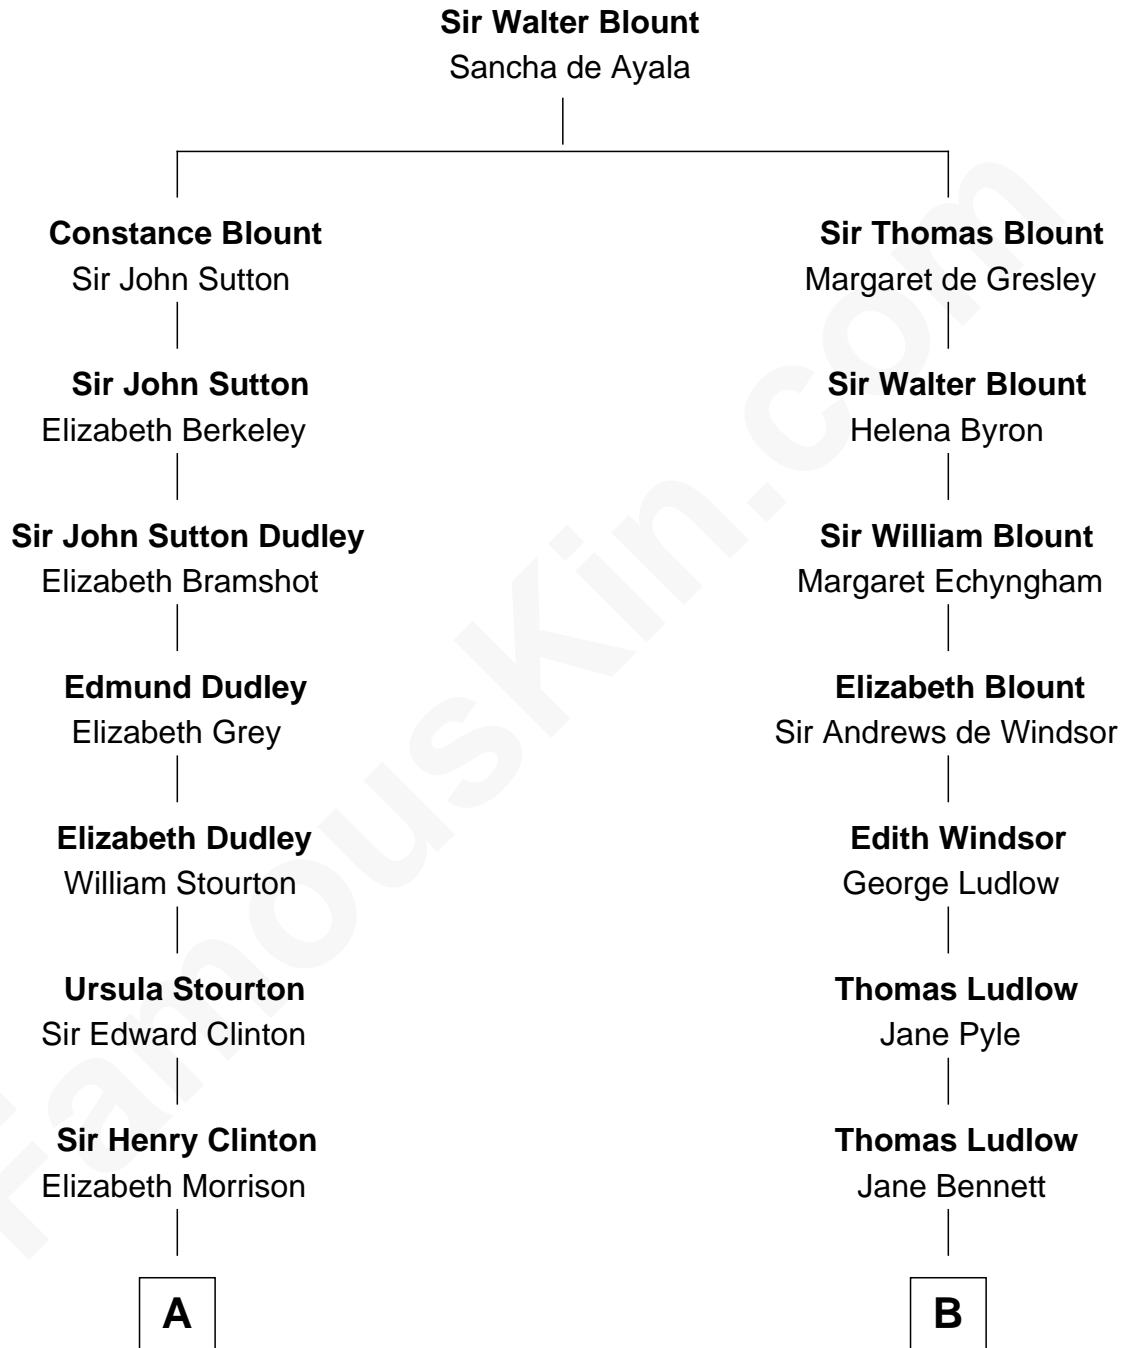 Sir Walter Blount
Sancha de Ayala
Constance Blount
Sir John Sutton
Sir Thomas Blount
Margaret de Gresley
Sir John Sutton
Elizabeth Berkeley
Sir Walter Blount
Helena Byron
Sir John Sutton Dudley
Elizabeth Bramshot
Sir William Blount
Margaret Echyngham
Edmund Dudley
Elizabeth Grey
Elizabeth Blount
Sir Andrews de Windsor
Elizabeth Dudley
William Stourton
Edith Windsor
George Ludlow
Ursula Stourton
Sir Edward Clinton
Thomas Ludlow
Jane Pyle
Sir Henry Clinton
Elizabeth Morrison
Thomas Ludlow
Jane Bennett
A
B
FamousKin.com